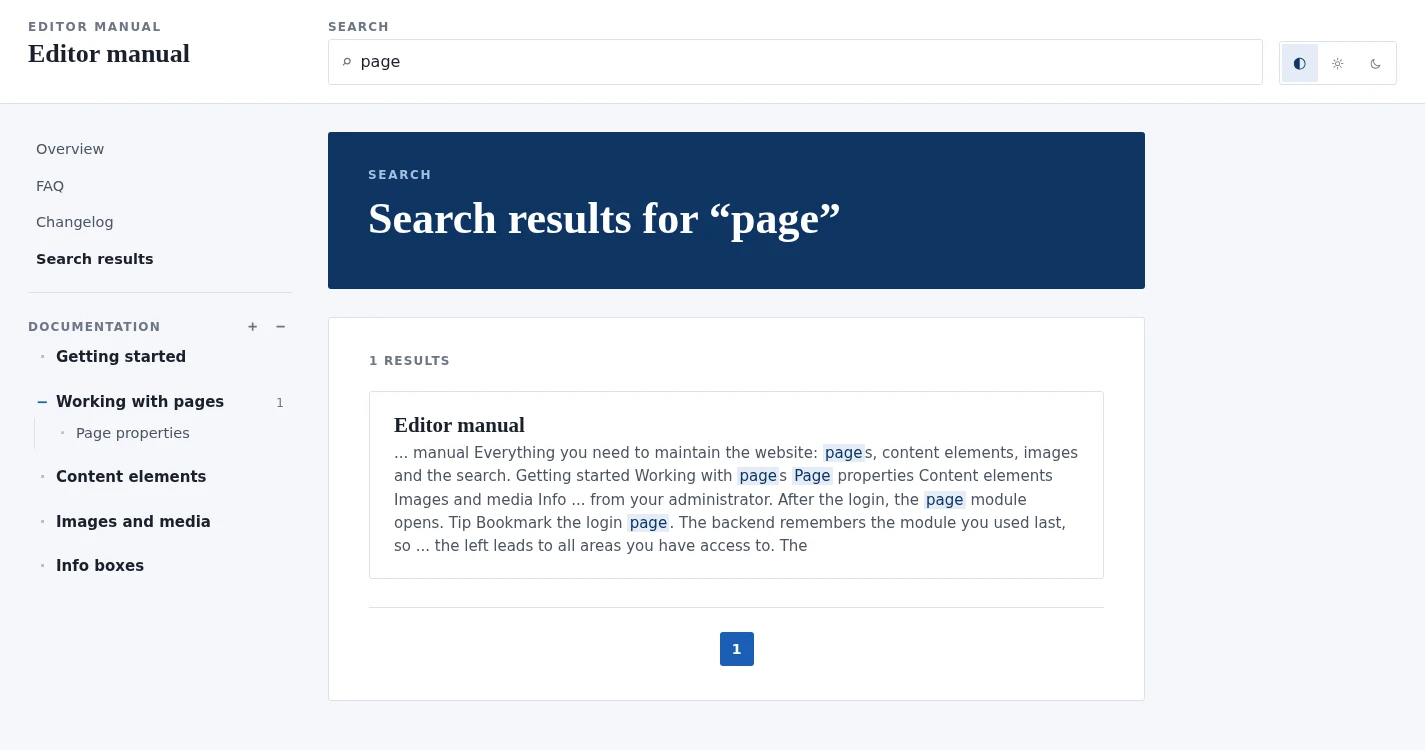 EDITOR MANUAL
Editor manual
SEARCH
page
Overview
FAQ
Changelog
Search results
DOCUMENTATION + −
Getting started
− Working with pages 1
Page properties
Content elements
Images and media
Info boxes
SEARCH
Search results for “page”
1 RESULTS
Editor manual
... manual Everything you need to maintain the website: pages, content elements, images
and the search. Getting started Working with pages Page properties Content elements
Images and media Info ... from your administrator. After the login, the page module
opens. Tip Bookmark the login page. The backend remembers the module you used last,
so ... the left leads to all areas you have access to. The
1